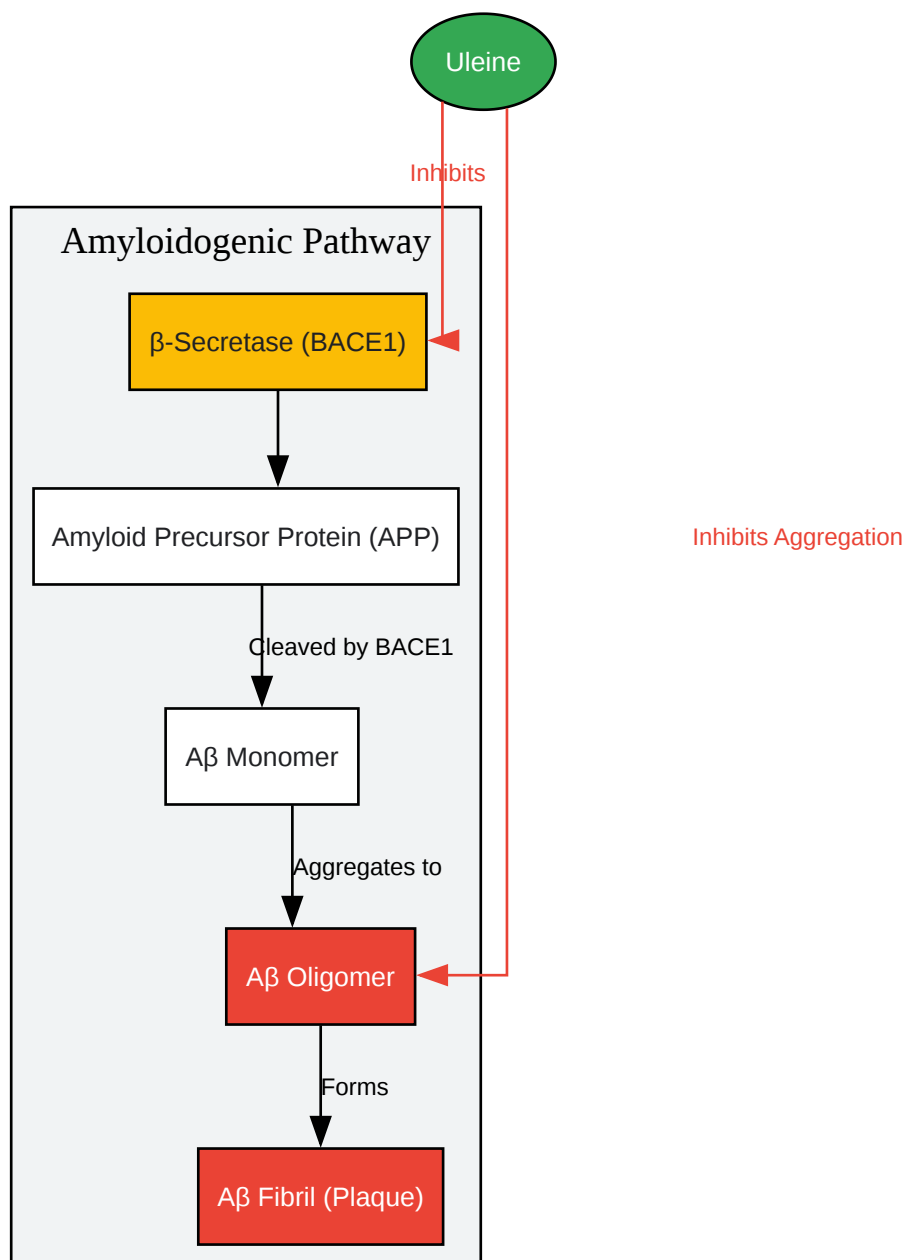 Uleine
Inhibits
Amyloidogenic Pathway
β-Secretase (BACE1)
Amyloid Precursor Protein (APP)
Inhibits Aggregation
Cleaved by BACE1
Aβ Monomer
Aggregates to
Aβ Oligomer
Forms
Aβ Fibril (Plaque)